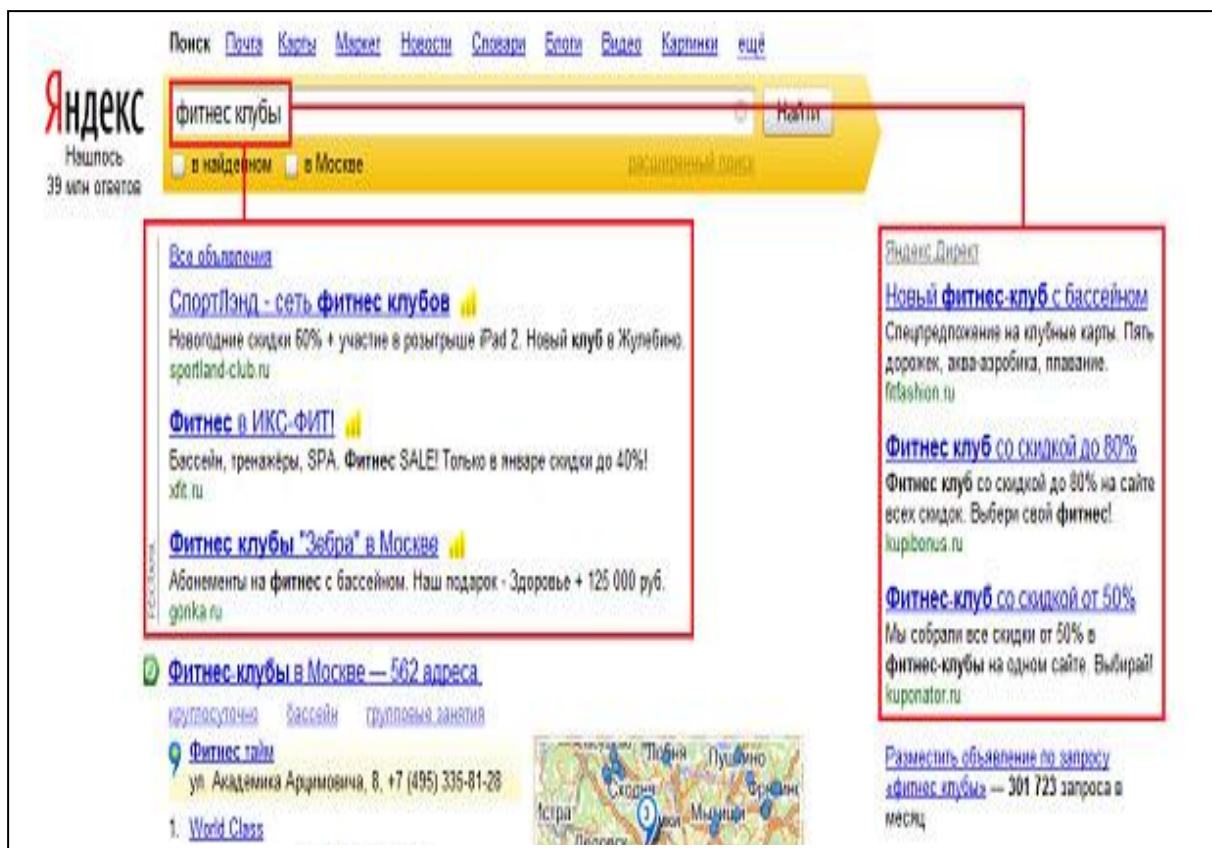 Поиск Почта Карты Маркет Новости Словари Блоги Видео Картинки ещё
Яндекс
Нашлось
39 млн ответов
фитнес клубы
Найти
в найденном в Москве
расширенный поиск
Все объявления
СпортЛэнд - сеть фитнес клубов
Новогодние скидки 60% + участие в розыгрыше iPad 2. Новый клуб в Жулебино.
sportland-club.ru
Фитнес в ИКС-ФИТ!
Бассейн, тренажёры, SPA. Фитнес SALE! Только в январе скидки до 40%!
xfit.ru
Фитнес клубы "Зебра" в Москве
Абонементы на фитнес с бассейном. Наш подарок - Здоровье + 125 000 руб.
gonka.ru
РЕКЛАМА
Фитнес-клубы в Москве — 562 адреса
круглосуточно бассейн групповые занятия
Фитнес тайм
ул. Академика Арцимовича, 8, +7 (495) 335-81-28
1. World Class
Яндекс.Директ
Новый фитнес-клуб с бассейном
Спецпредложение на клубные карты. Пять
дорожек, аква-аэробика, плавание.
fitfashion.ru
Фитнес клуб со скидкой до 80%
Фитнес клуб со скидкой до 80% на сайте
всех скидок. Выбери свой фитнес!
kupibonus.ru
Фитнес-клуб со скидкой от 50%
Мы собрали все скидки от 50% в
фитнес-клубы на одном сайте. Выбирай!
kuponator.ru
Разместить объявление по запросу
«фитнес клубы» — 301 723 запроса в
месяц
Лобня Пушкино
Сходня
Истра Мытищи
Дедовск